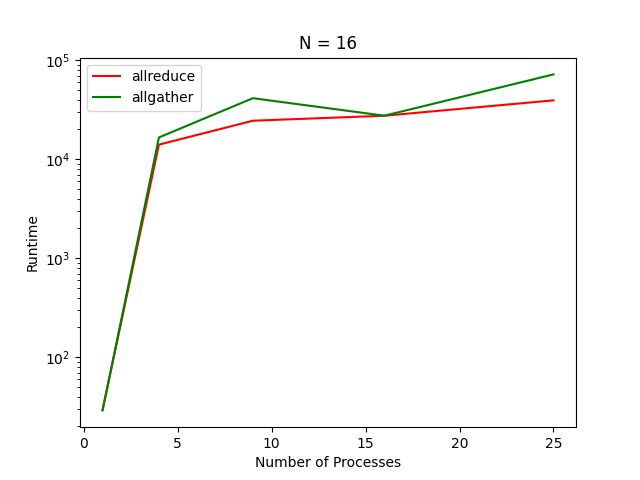 N = 16
allreduce
allgather
10^5
10^4
10^3
10^2
Runtime
0 5 10 15 20 25
Number of Processes